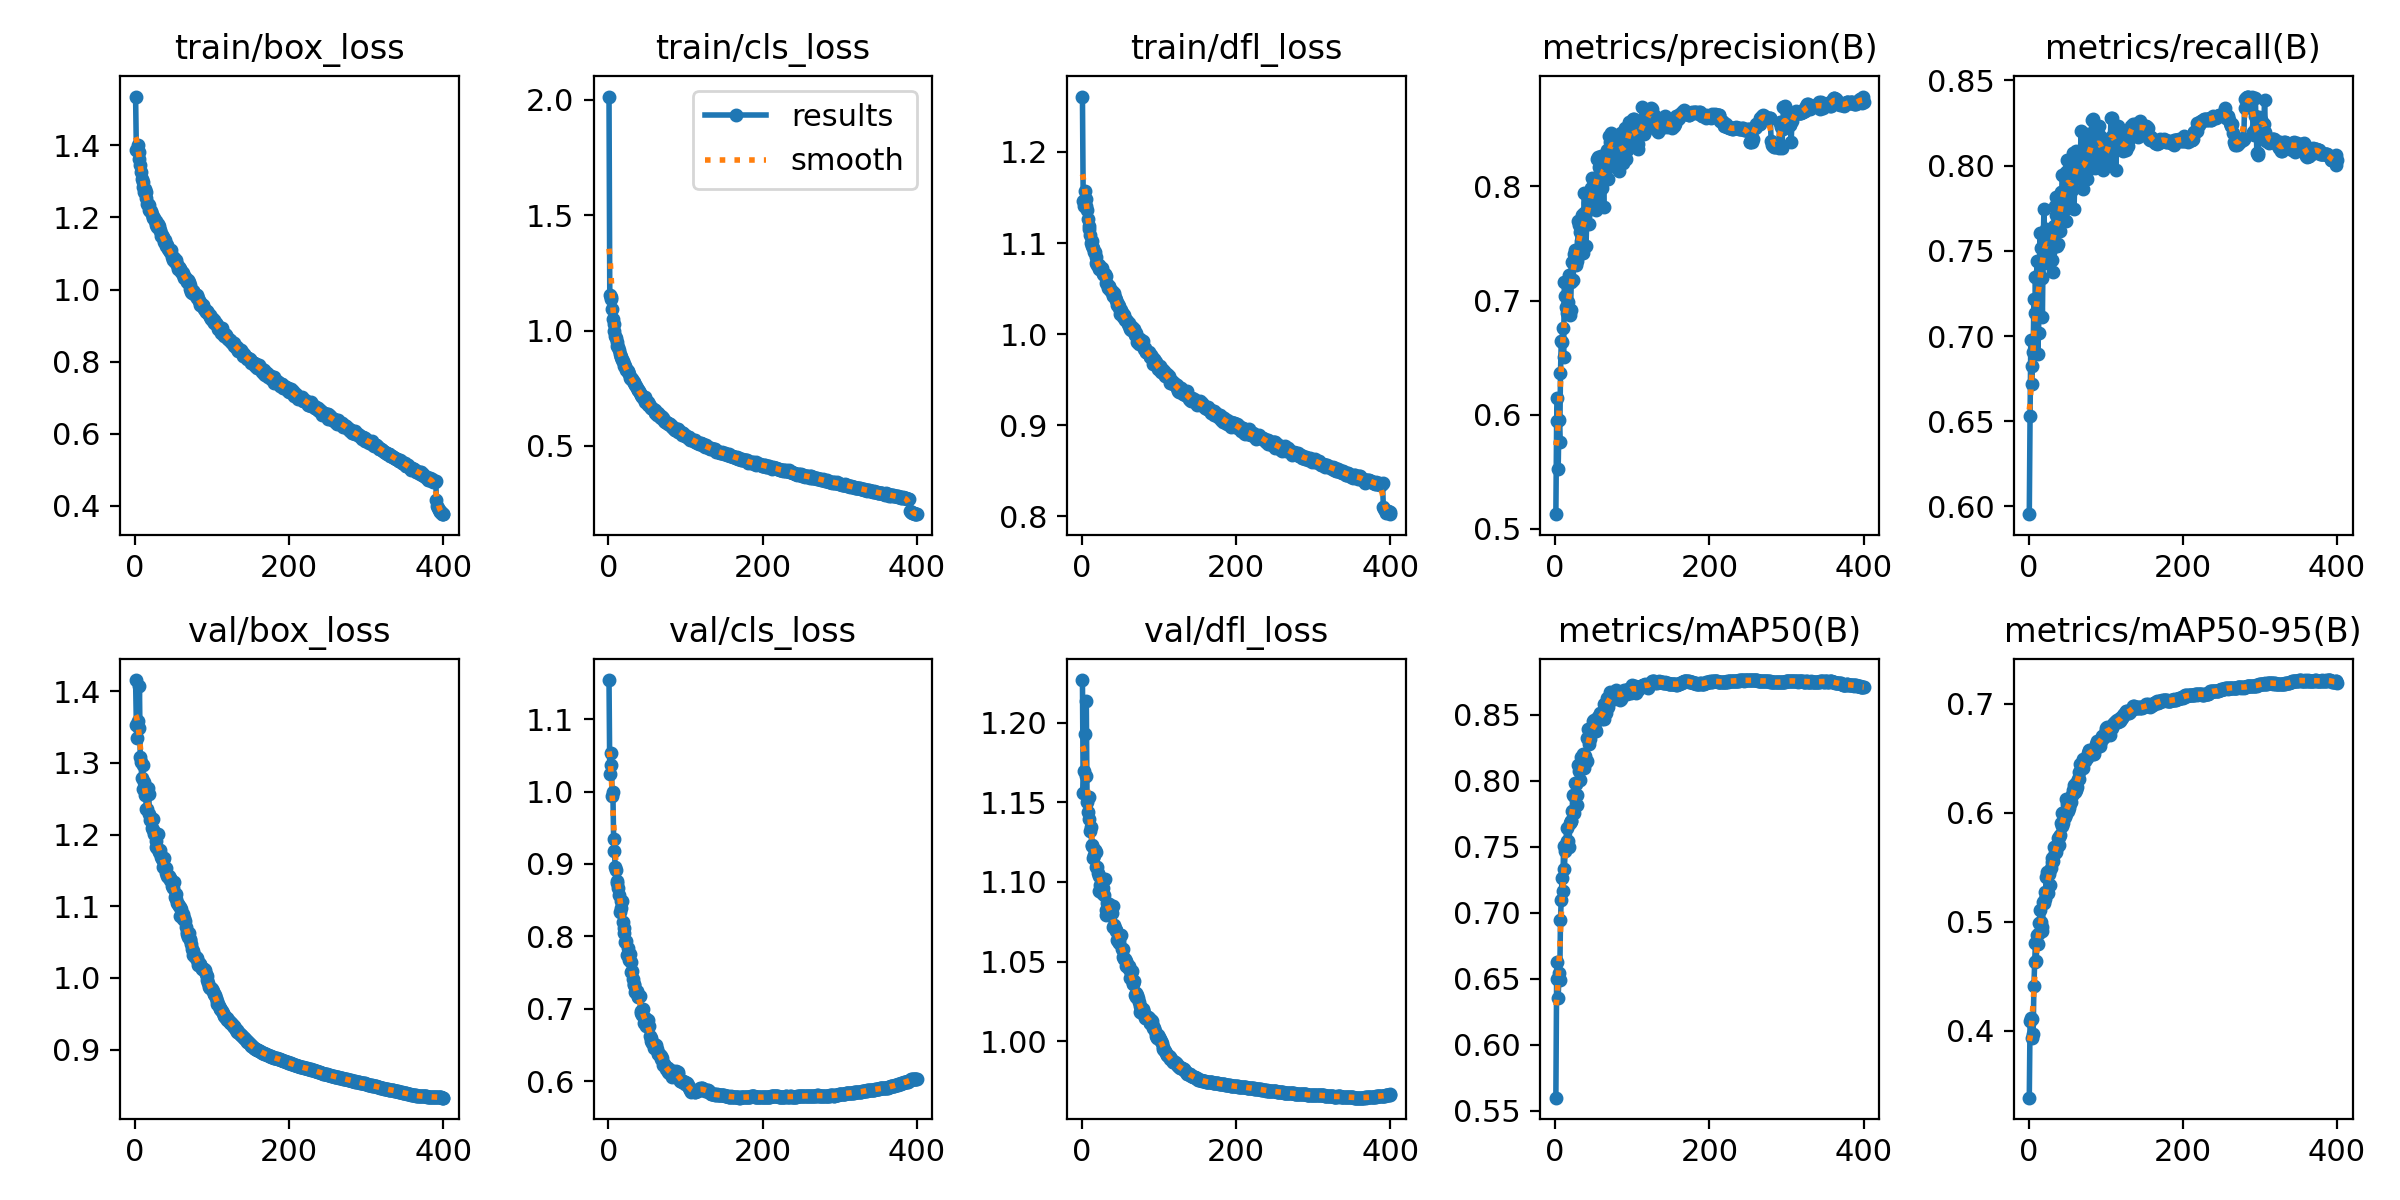 train/box_loss
1.4
1.2
1.0
0.8
0.6
0.4
0 200 400
train/cls_loss
results
smooth
2.0
1.5
1.0
0.5
0 200 400
train/dfl_loss
1.2
1.1
1.0
0.9
0.8
0 200 400
metrics/precision(B)
0.8
0.7
0.6
0.5
0 200 400
metrics/recall(B)
0.85
0.80
0.75
0.70
0.65
0.60
0 200 400
val/box_loss
1.4
1.3
1.2
1.1
1.0
0.9
0 200 400
val/cls_loss
1.1
1.0
0.9
0.8
0.7
0.6
0 200 400
val/dfl_loss
1.20
1.15
1.10
1.05
1.00
0 200 400
metrics/mAP50(B)
0.85
0.80
0.75
0.70
0.65
0.60
0.55
0 200 400
metrics/mAP50-95(B)
0.7
0.6
0.5
0.4
0 200 400